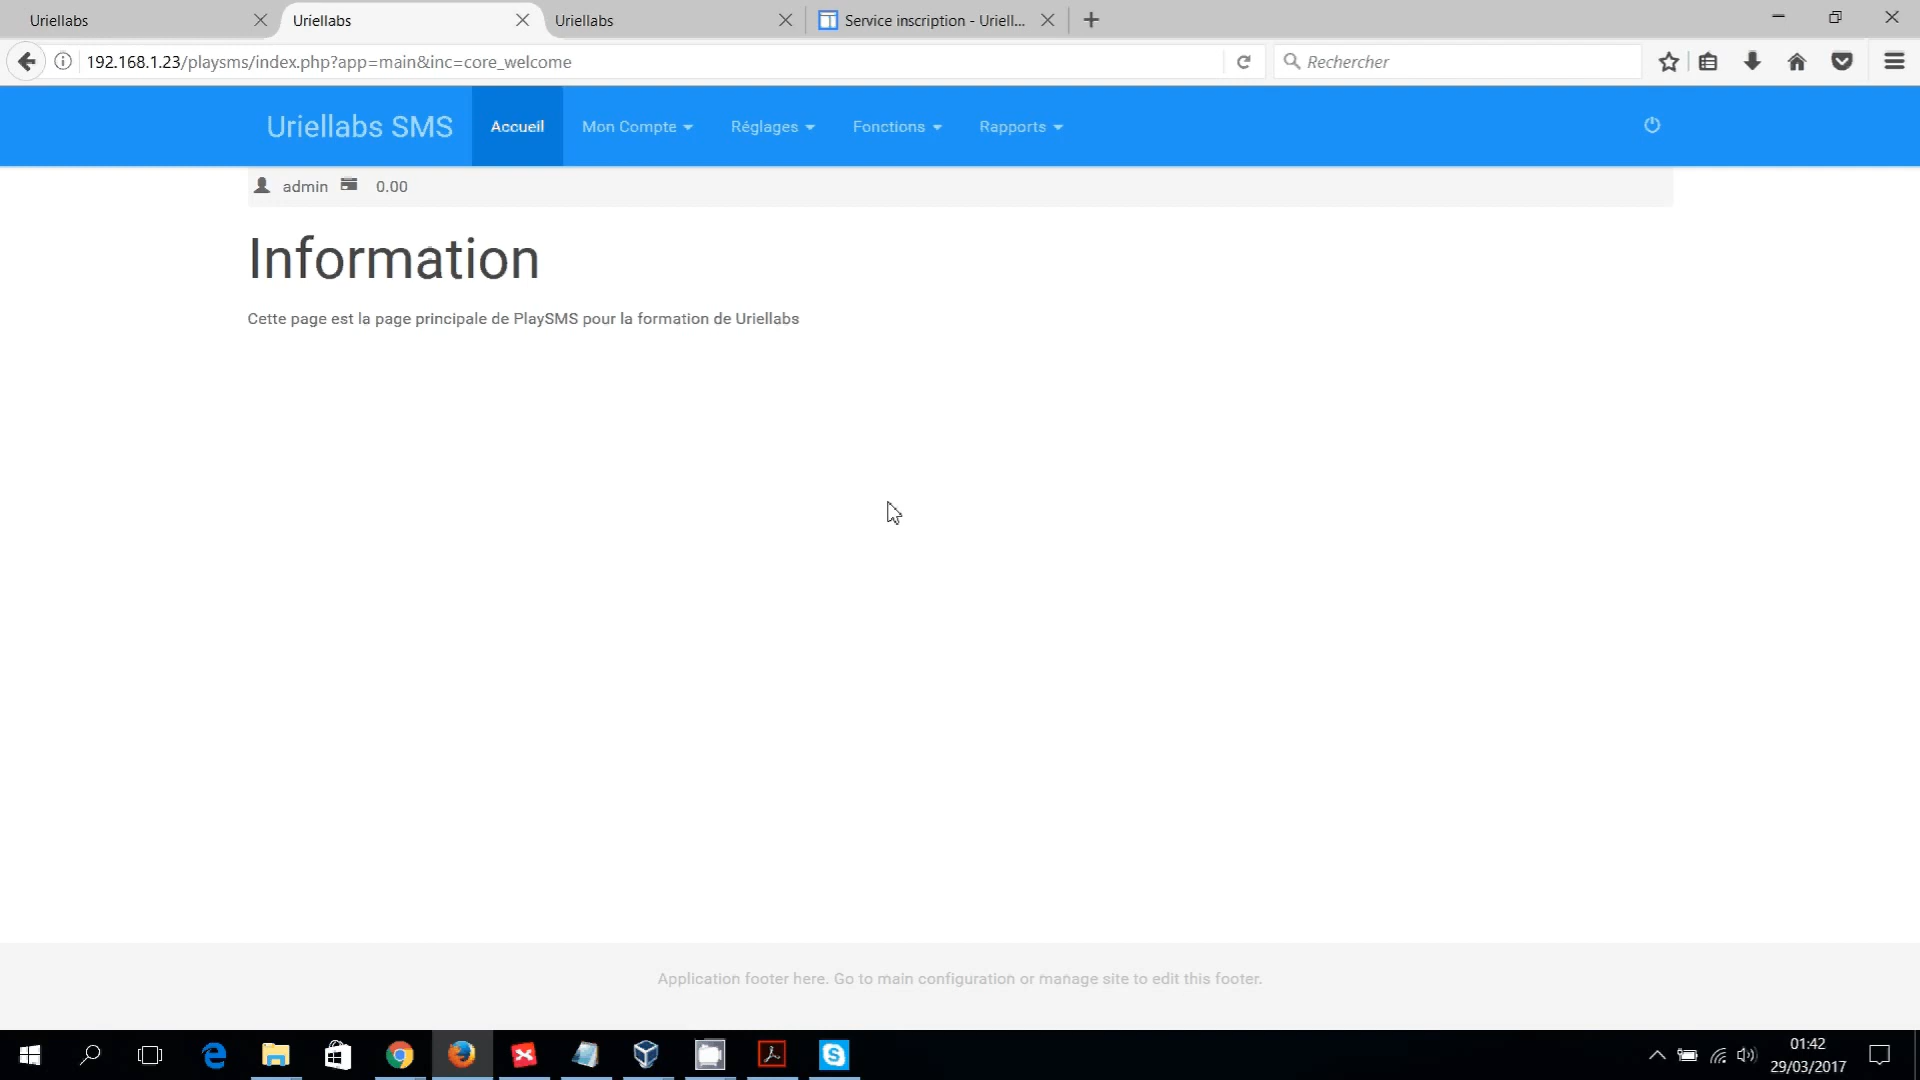 Uriellabs
Uriellabs
Uriellabs
Service inscription - Uriell...
192.168.1.23/playsms/index.php?app=main&inc=core_welcome
Rechercher
Uriellabs SMS
Accueil
Mon Compte
Réglages
Fonctions
Rapports
admin
0.00
Information
Cette page est la page principale de PlaySMS pour la formation de Uriellabs
Application footer here. Go to main configuration or manage site to edit this footer.
01:42
29/03/2017